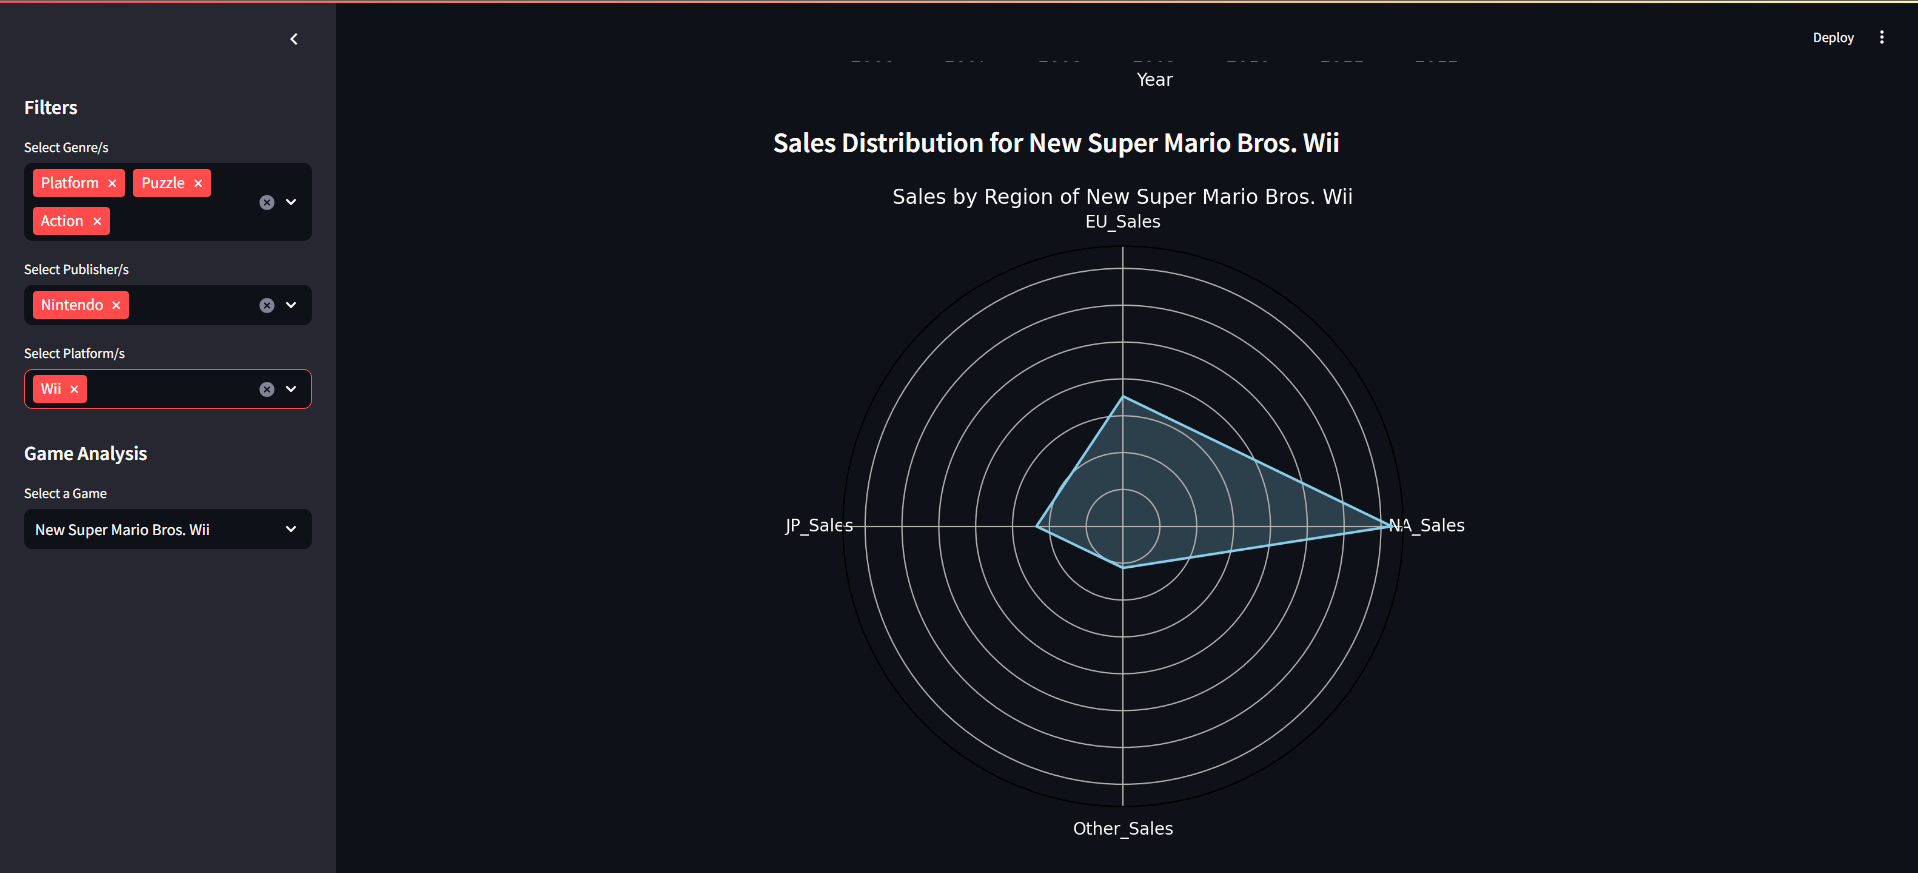 Deploy
Filters
Select Genre/s
Platform
Puzzle
Action
Select Publisher/s
Nintendo
Select Platform/s
Wii
Game Analysis
Select a Game
New Super Mario Bros. Wii
Year
Sales Distribution for New Super Mario Bros. Wii
Sales by Region of New Super Mario Bros. Wii
EU_Sales
JP_Sales
NA_Sales
Other_Sales